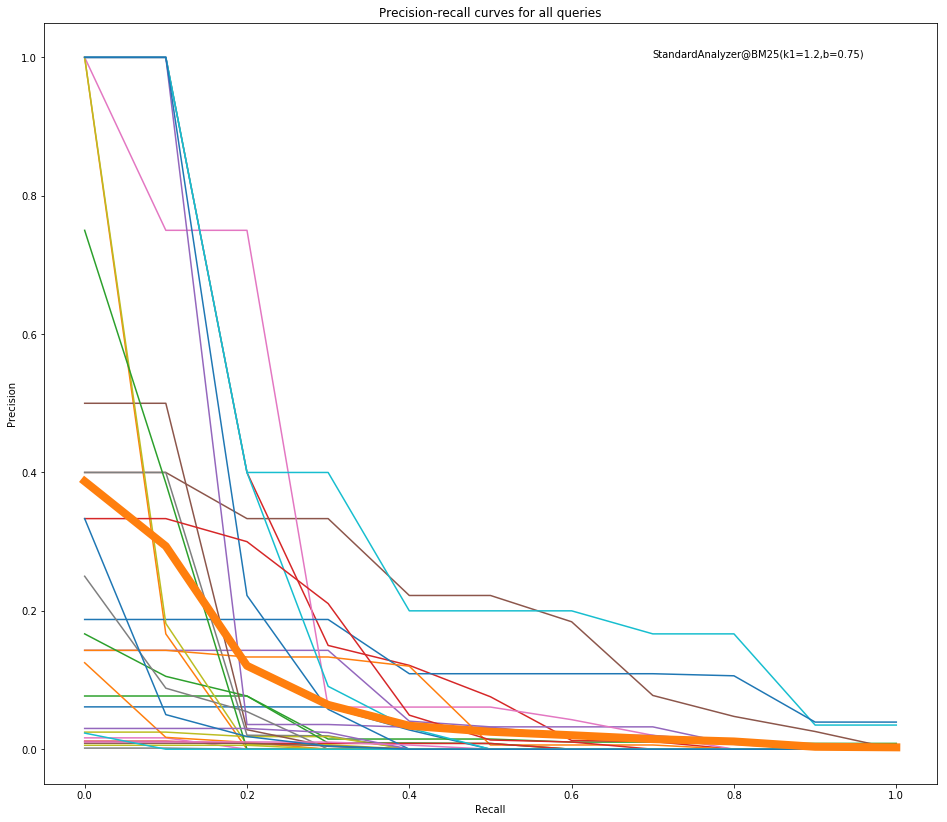 Precision-recall curves for all queries
StandardAnalyzer@BM25(k1=1.2,b=0.75)
1.0
0.8
0.6
0.4
0.2
0.0
Precision
0.0 0.2 0.4 0.6 0.8 1.0
Recall